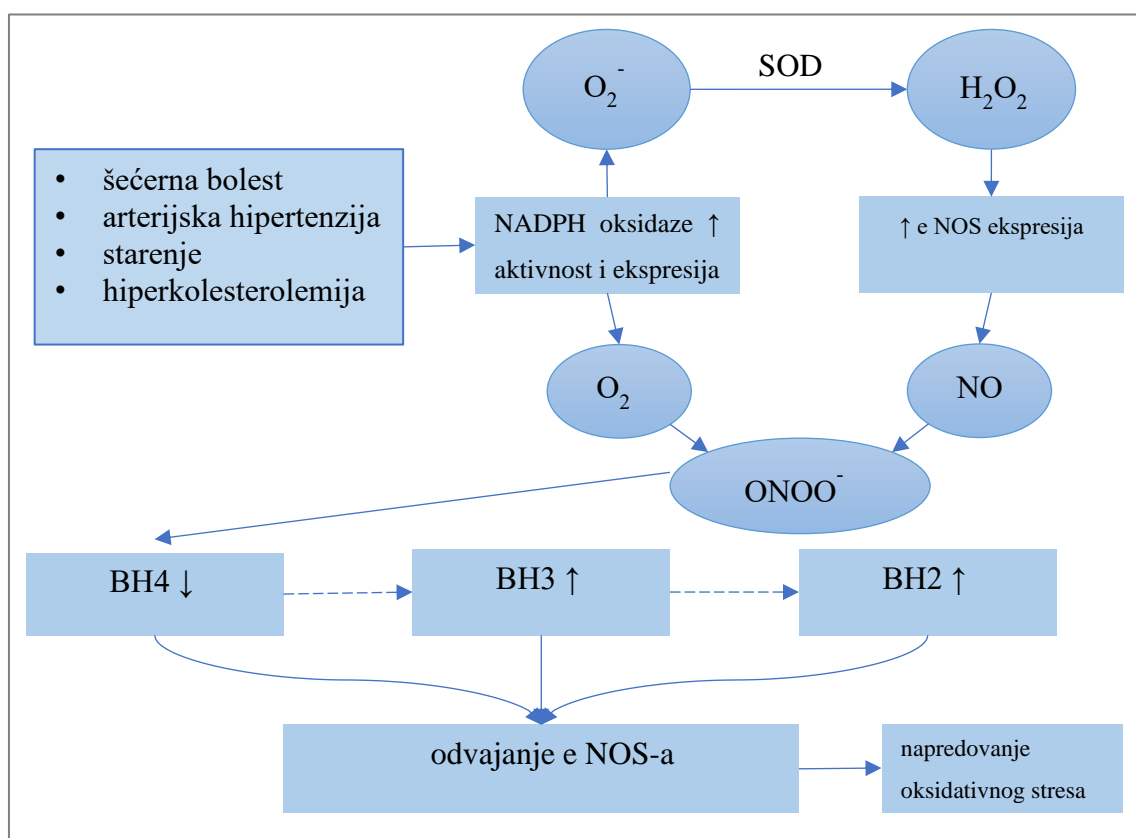 O₂⁻
SOD
H₂O₂
• šećerna bolest
• arterijska hipertenzija
• starenje
• hiperkolesterolemija
NADPH oksidaze ↑
aktivnost i ekspresija
↑ e NOS ekspresija
O₂
NO
ONOO⁻
BH4 ↓
BH3 ↑
BH2 ↑
odvajanje e NOS-a
napredovanje
oksidativnog stresa